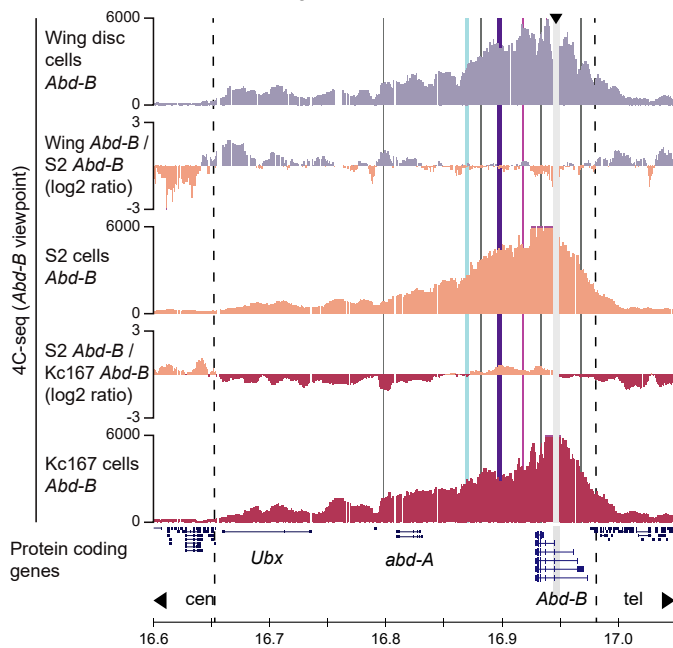 6000
Wing disc
cells
Abd-B
0
3
Wing Abd-B /
S2 Abd-B
(log2 ratio)
-3
6000
S2 cells
Abd-B
0
3
S2 Abd-B /
Kc167 Abd-B
(log2 ratio)
-3
6000
Kc167 cells
Abd-B
0
4C-seq (Abd-B viewpoint)
Protein coding
genes
Ubx
abd-A
Abd-B
cen
tel
16.6
16.7
16.8
16.9
17.0